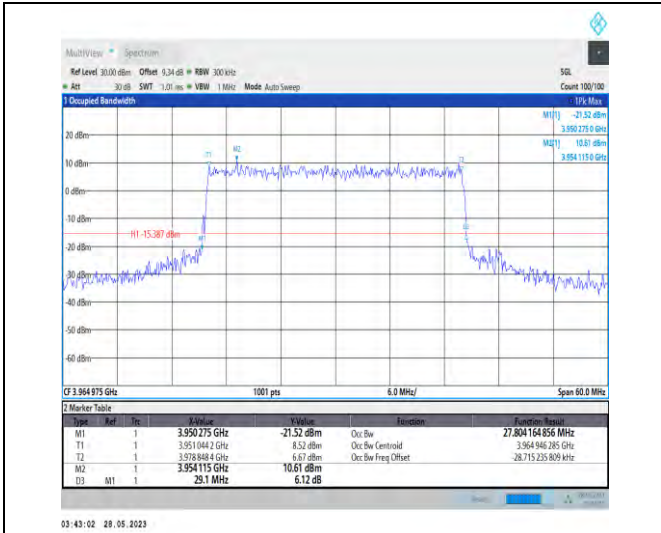 MultiView Spectrum
Ref Level 30.00 dBm Offset 9.34 dB RBW 300 kHz SGL
Att 30 dB SWT 1.01 ms VBW 1 MHz Mode Auto Sweep Count 100/100
1 Occupied Bandwidth 1Pk Max
M1[1] -21.52 dBm
3.950 275 0 GHz
M2[1] 10.61 dBm
3.954 115 0 GHz
20 dBm
T1 M2 T2
10 dBm
0 dBm
-10 dBm
H1 -15.387 dBm
M1 D3
-20 dBm
-30 dBm
-40 dBm
-50 dBm
-60 dBm
CF 3.964 975 GHz 1001 pts 6.0 MHz/ Span 60.0 MHz
2 Marker Table
Type Ref Trc X-Value Y-Value Function Function Result
M1 1 3.950 275 GHz -21.52 dBm Occ Bw 27.804 164 856 MHz
T1 1 3.951 044 2 GHz 8.52 dBm Occ Bw Centroid 3.964 946 285 GHz
T2 1 3.978 848 4 GHz 6.67 dBm Occ Bw Freq Offset -28.715 235 809 kHz
M2 1 3.954 115 GHz 10.61 dBm
D3 M1 1 29.1 MHz 6.12 dB
03:43:02 28.05.2023